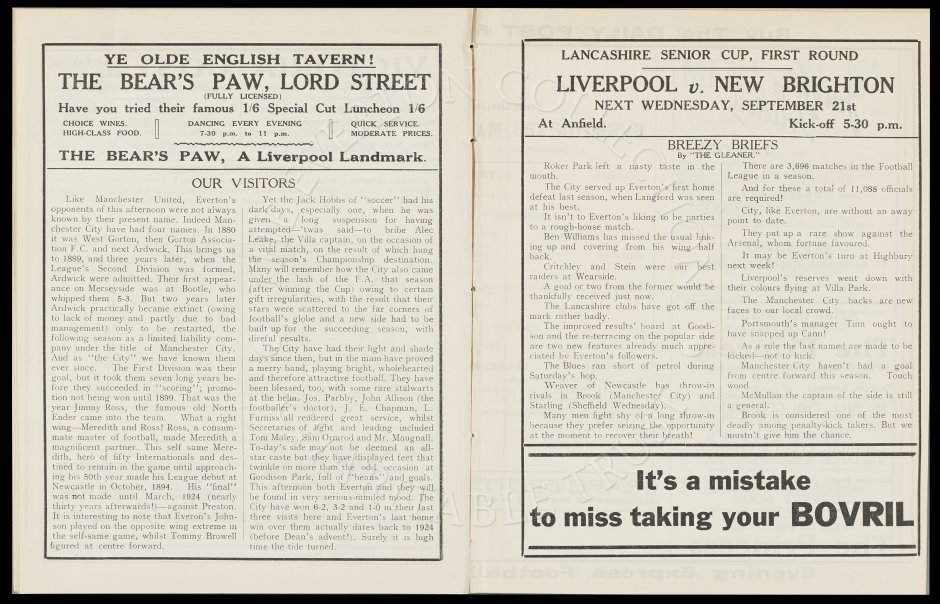 YE OLDE ENGLISH TAVERN!
THE BEAR'S PAW, LORD STREET
(FULLY LICENSED)
Have you tried their famous 1/6 Special Cut Luncheon 1/6
CHOICE WINES.
HIGH-CLASS FOOD.
DANCING EVERY EVENING
7-30 p.m. to 11 p.m.
QUICK SERVICE.
MODERATE PRICES.
THE BEAR'S PAW, A Liverpool Landmark.
OUR VISITORS
Like Manchester United, Everton's
opponents of this afternoon were not always
known by their present name. Indeed Man-
chester City have had four names. In 1880
it was West Gorton, then Gorton Associa-
tion F.C. and next Ardwick. This brings us
to 1889, and three years later, when the
League's Second Division was formed,
Ardwick were admitted. Their first appear-
ance on Merseyside was at Bootle, who
whipped them 5-3. But two years later
Ardwick practically became extinct (owing
to lack of money and partly due to bad
management) only to be restarted, the
following season as a limited liability com-
pany under the title of Manchester City.
And as "the City" we have known them
ever since. The First Division was their
goal, but it took them seven long years be-
fore they succeeded in "scoring"; promo-
tion not being won until 1899. That was the
year Jimmy Ross, the famous old North
Ender came into the team. What a right
wing—Meredith and Ross! Ross, a consum-
mate master of football, made Meredith a
magnificent partner. This self same Mere-
dith, hero of fifty Internationals and des-
tined to remain in the game until approach-
ing his 50th year made his League debut at
Newcastle in October, 1894. His "final"
was not made until March, 1924 (nearly
thirty years afterwards!)—against Preston.
It is interesting to note that Everon's John-
son played on the opposite wing extreme in
the self-same game, whilst Tommy Browell
figured at centre forward.
Yet the Jack Hobbs of "soccer" had his
dark days, especially one, when he was
given a long suspension for having
attempted—'twas said—to bribe Alec
Leake, the Villa captain, on the occasion of
a vital match, on the result of which hung
the season's Championship destination.
Many will remember how the City also came
under the lash of the F.A. that season
(after winning the Cup) owing to certain
gift irregularities, with the result that their
stars were scattered to the far corners of
football's globe and a new side had to be
built up for the succeeding season, with
direful results.
The City have had their light and shade
days since then, but in the main have proved
a merry band, playing bright, wholehearted
and therefore attractive football. They have
been blessed, too, with some rare stalwarts
at the helm. Jos. Parlby, John Allison (the
footballer's doctor), J. E. Chapman, L.
Furniss all rendered great service, whilst
Secretaries of light and leading included
Tom Maley, Sam Ormrod and Mr. Maugnall.
To-day's side may not be deemed an all-
star caste but they have displayed feet that
twinkle on more than the odd occasion at
Goodison Park, full of "beans" and goals.
This afternoon both Everton and they will
be found in very serious-minded mood. The
City have won 6-2, 3-2 and 1-0 in their last
three visits here and Everton's last home
win over them actually dates back to 1924
(before Dean's advent!). Surely it is high
time the tide turned.
LANCASHIRE SENIOR CUP, FIRST ROUND
LIVERPOOL v. NEW BRIGHTON
NEXT WEDNESDAY, SEPTEMBER 21st
At Anfield. Kick-off 5-30 p.m.
BREEZY BRIEFS
By "THE GLEANER."
Roker Park left a nasty taste in the
mouth.
The City served up Everton's first home
defeat last season, when Langford was seen
at his best.
It isn't to Everton's liking to be parties
to a rough-house match.
Ben Williams has missed the usual link-
ing up and covering from his wing half
back.
Critchley and Stein were our best
raiders at Wearside.
A goal or two from the former would be
thankfully received just now.
The Lancashire clubs have got off the
mark rather badly.
The improved results' board at Goodi-
son and the re-terracing on the popular side
are two new features already much appre-
ciated by Everton's followers.
The Blues ran short of petrol during
Saturday's hop.
Weaver of Newcastle has throw-in
rivals in Brook (Manchester City) and
Starling (Sheffield Wednesday).
Many men fight shy of a long throw-in
because they prefer seizing the opportunity
at the moment to recover their breath!
There are 3,696 matches in the Football
League in a season.
And for these a total of 11,088 officials
are required!
City, like Everton, are without an away
point to date.
They put up a rare show against the
Arsenal, whom fortune favoured.
It may be Everton's turn at Highbury
next week!
Liverpool's reserves went down with
their colours flying at Villa Park.
The Manchester City backs are new
faces to our local crowd.
Portsmouth's manager Tinn ought to
have snapped up Cann!
As a rule the last named are made to be
kicked—not to kick.
Manchester City haven't had a goal
from centre forward this season. Touch
wood.
McMullan the captain of the side is still
a general.
Brook is considered one of the most
deadly among penalty-kick takers. But we
mustn't give him the chance.
It's a mistake
to miss taking your BOVRIL